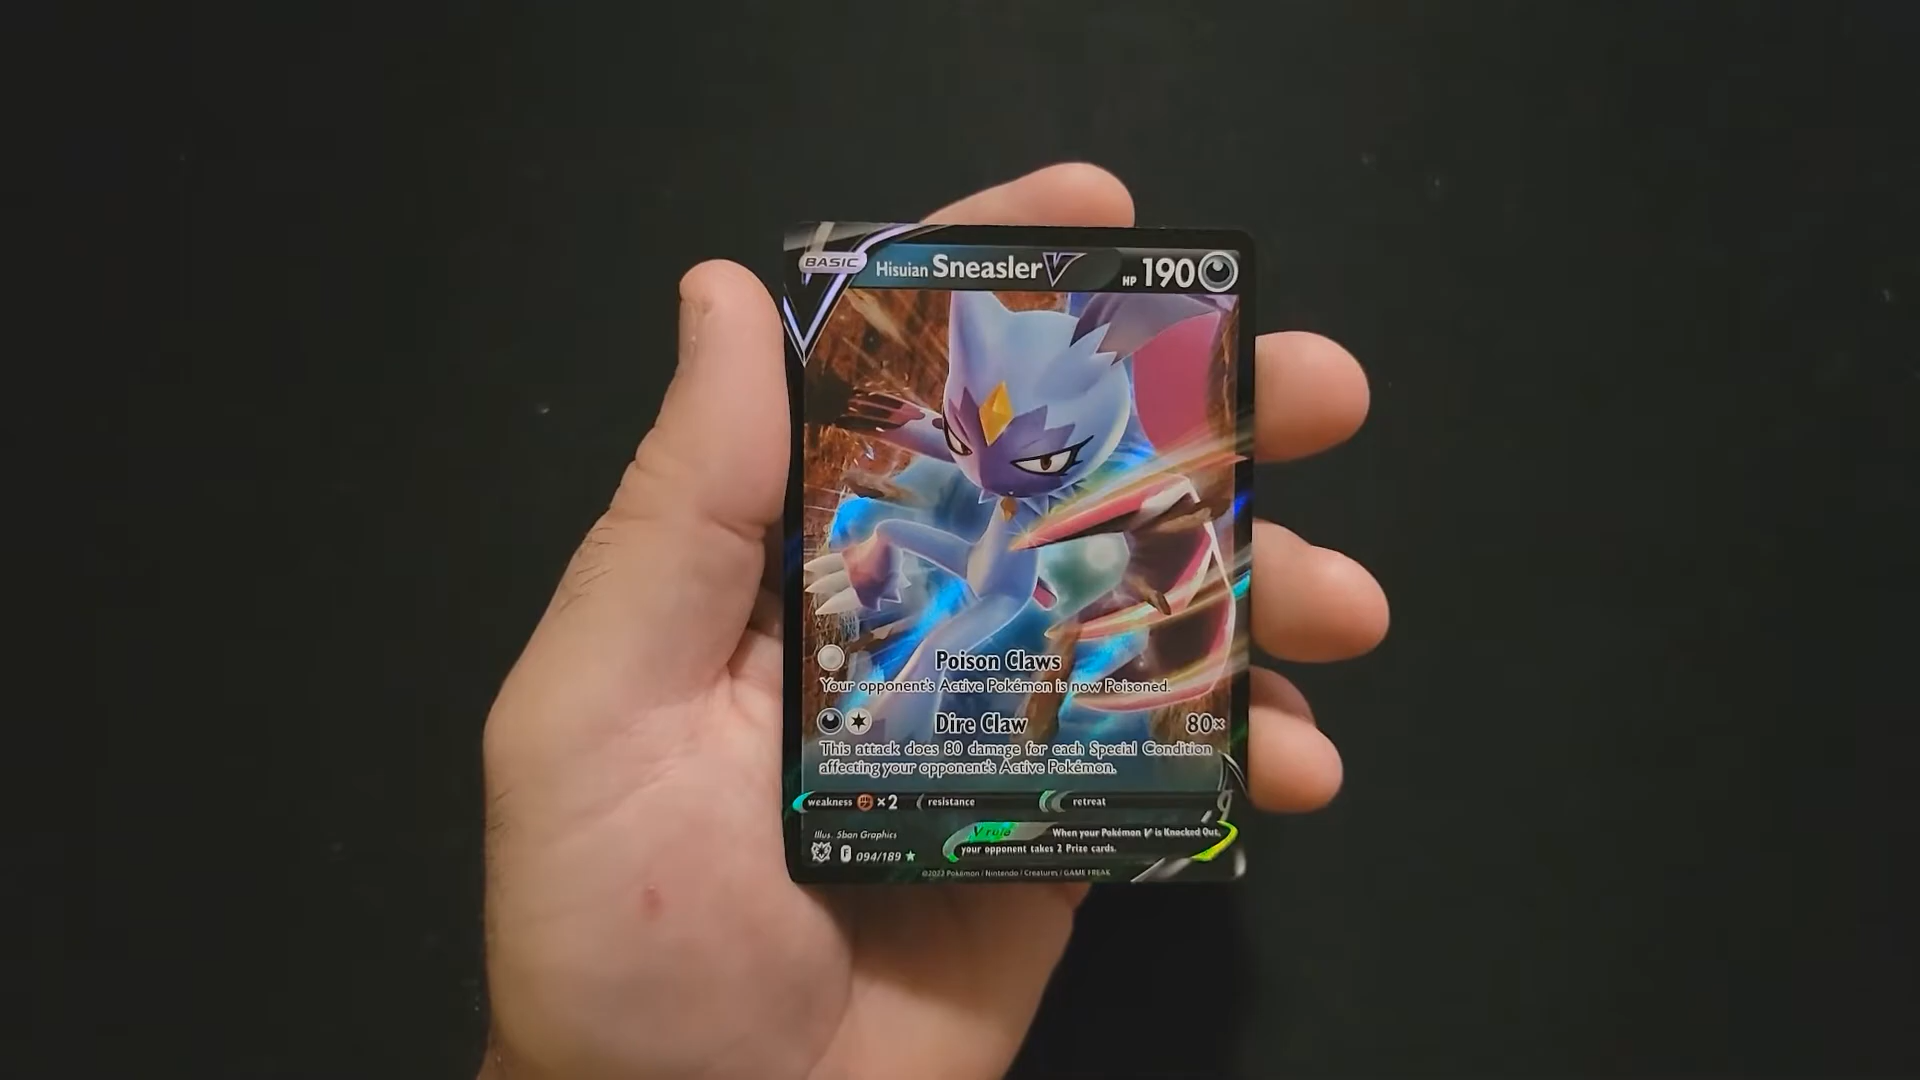 BASIC
Hisuian Sneasler V HP 190
Poison Claws
Your opponent's Active Pokémon is now Poisoned.
Dire Claw 80×
This attack does 80 damage for each Special Condition
affecting your opponent's Active Pokémon.
weakness ×2 resistance retreat
Illus. 5ban Graphics
V rule When your Pokémon V is Knocked Out,
your opponent takes 2 Prize cards.
F 094/189 ★
©2022 Pokémon / Nintendo / Creatures / GAME FREAK